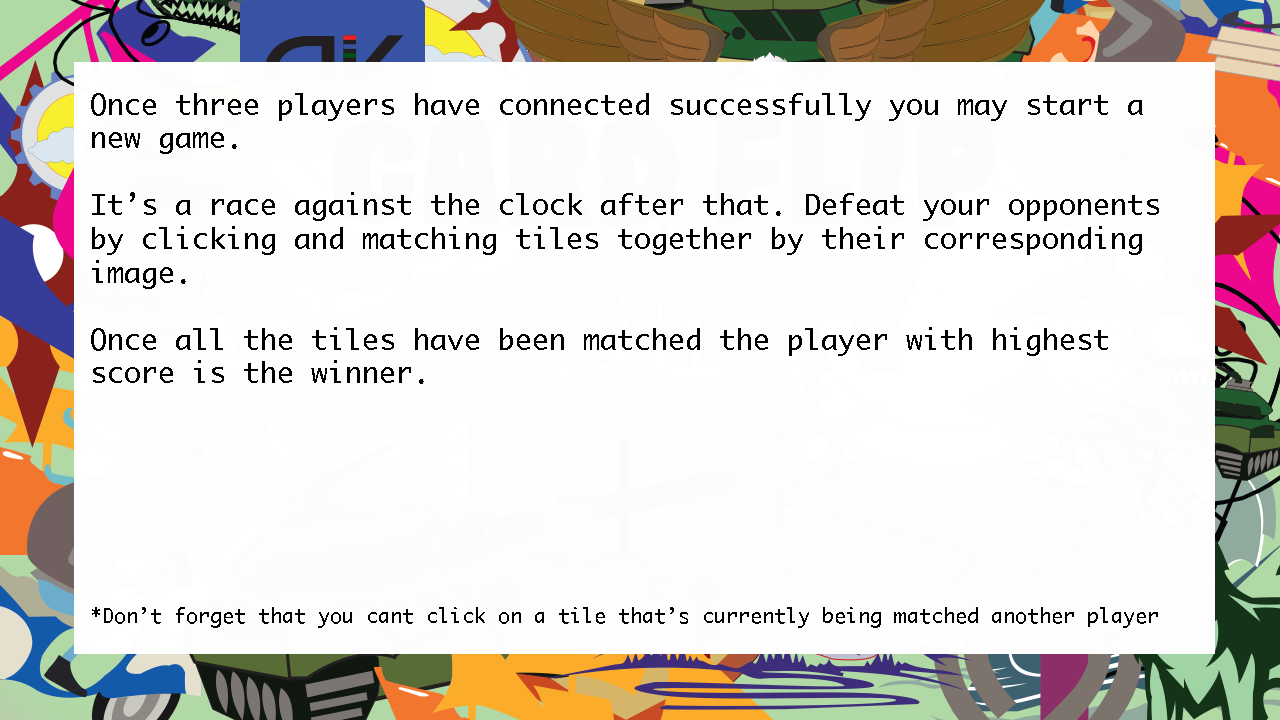 Once three players have connected successfully you may start a
new game.
It’s a race against the clock after that. Defeat your opponents
by clicking and matching tiles together by their corresponding
image.
Once all the tiles have been matched the player with highest
score is the winner.
*Don’t forget that you cant click on a tile that’s currently being matched another player